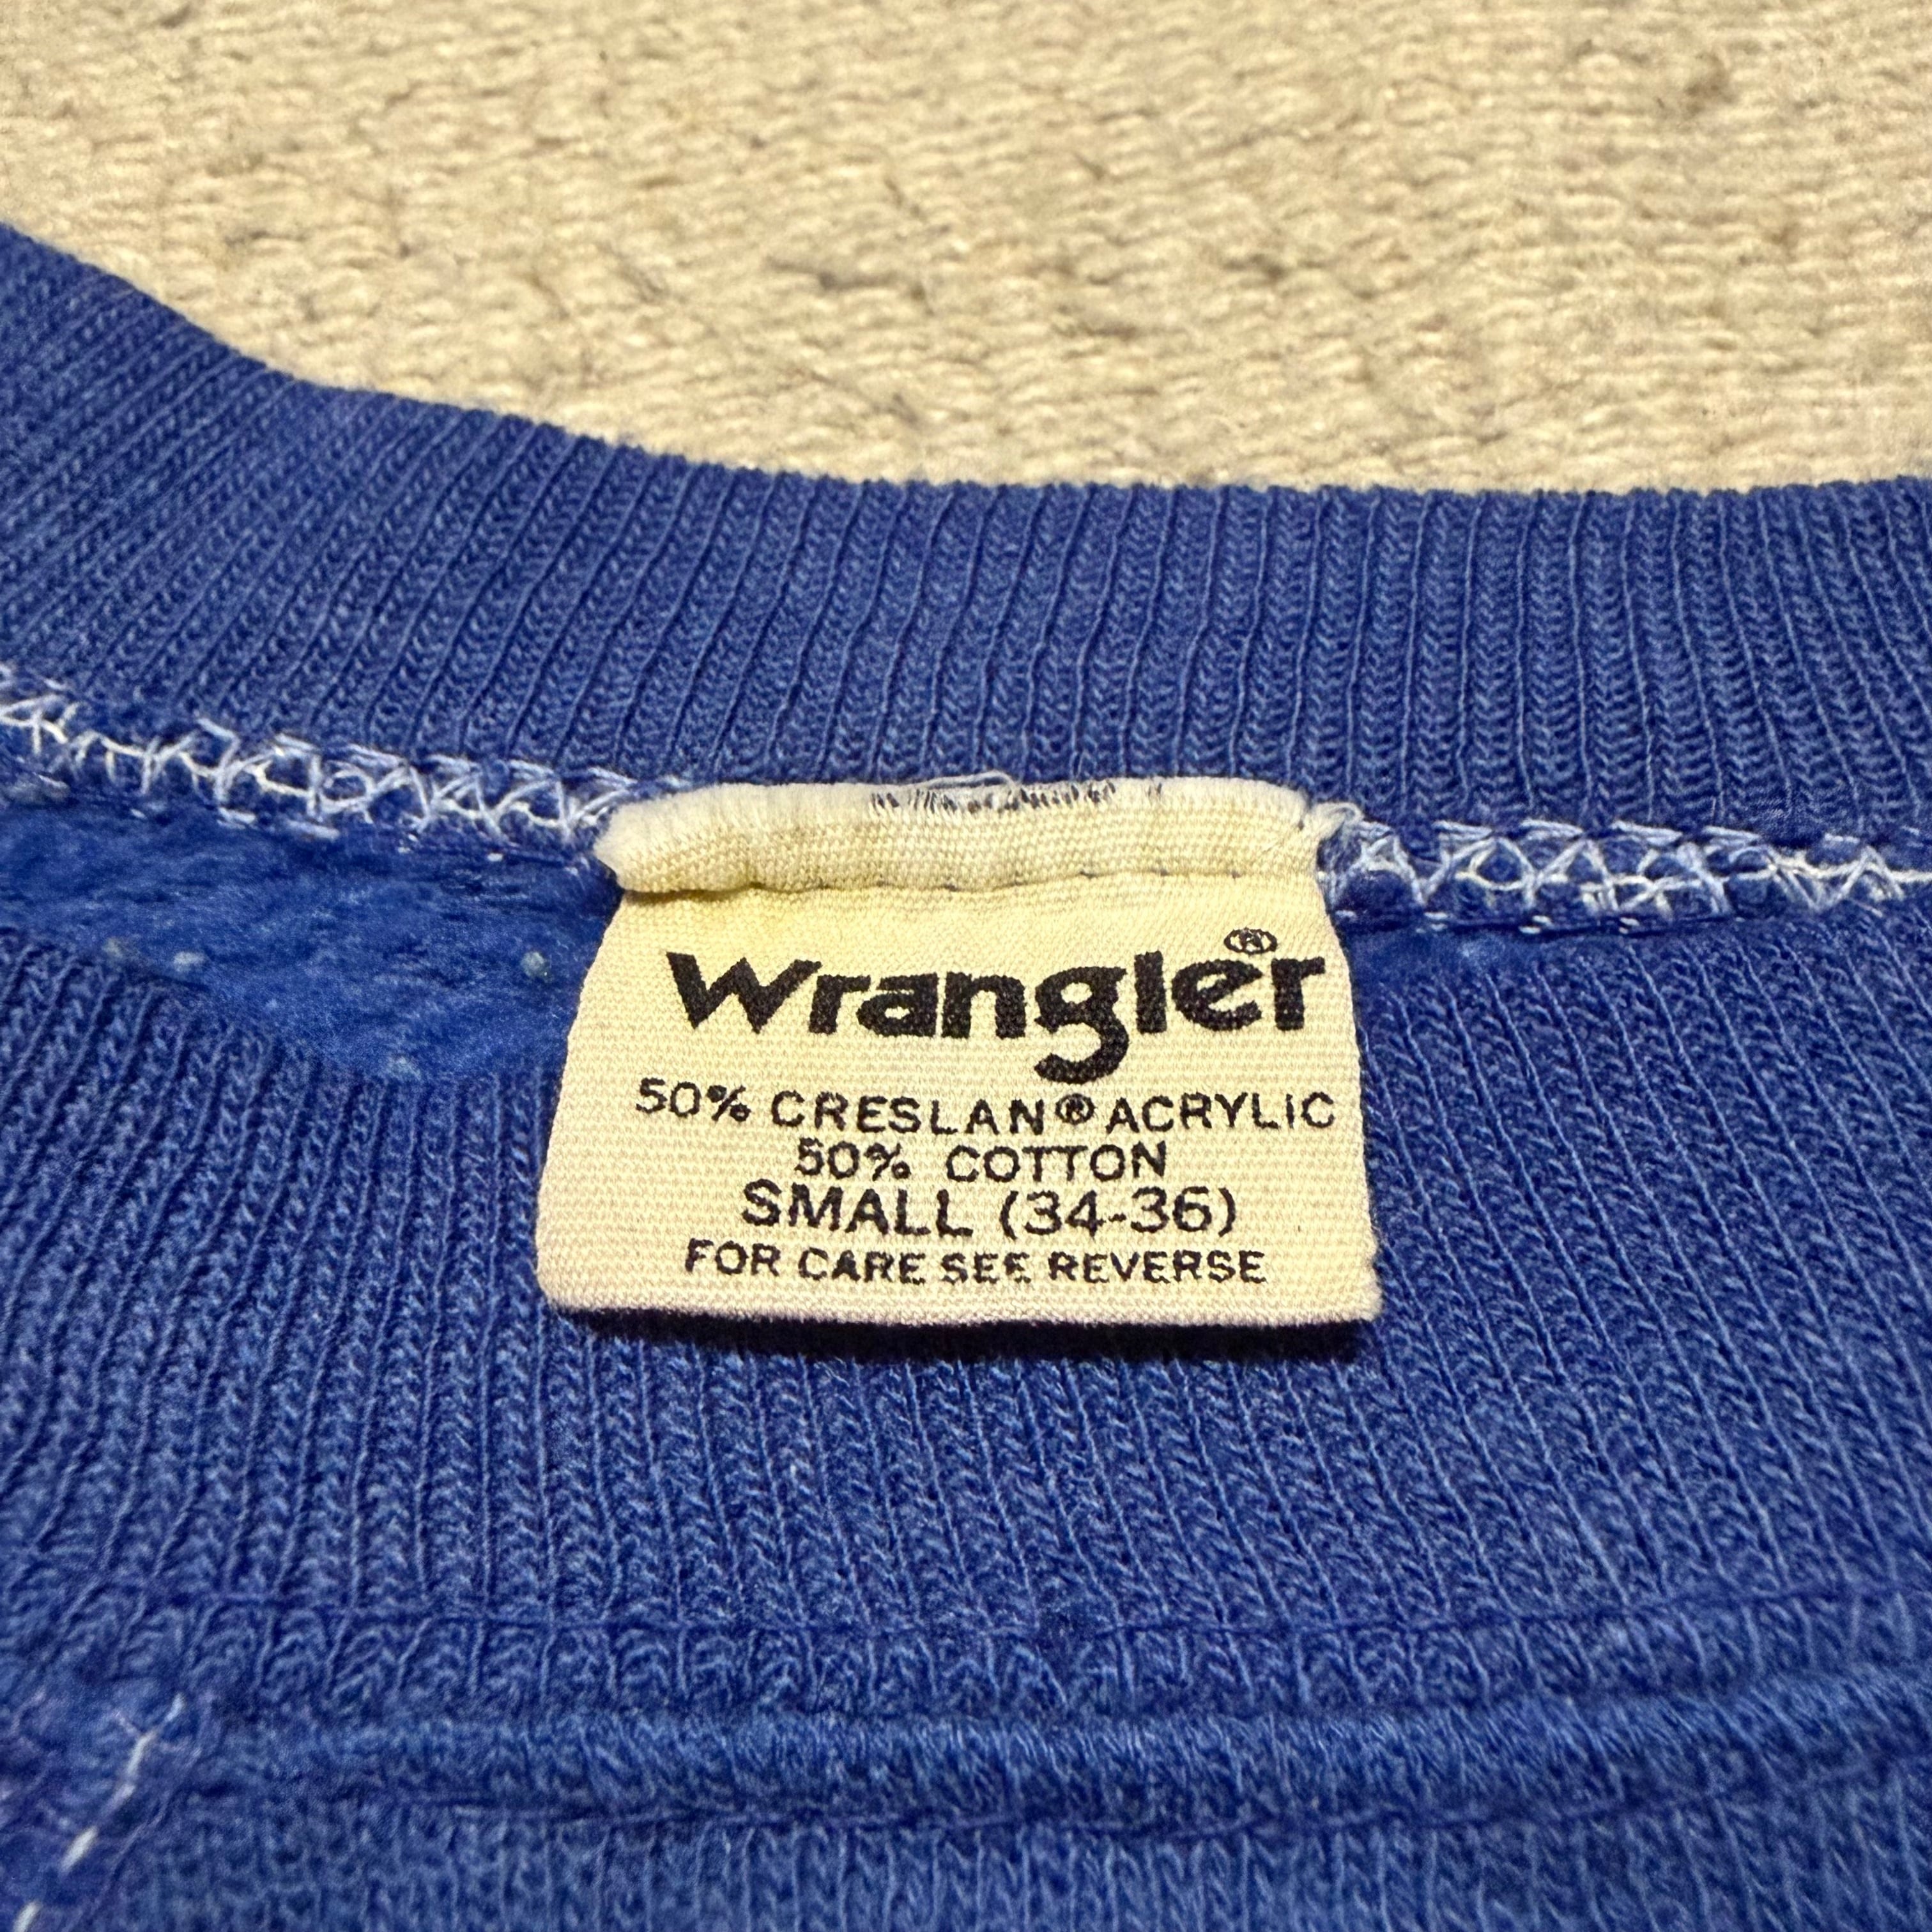 Wrangler®
50% CRESLAN® ACRYLIC
50% COTTON
SMALL (34-36)
FOR CARE SEE REVERSE